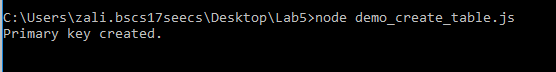 C:\Users\zali.bscs17seecs\Desktop\Lab5>node demo_create_table.js
Primary key created.